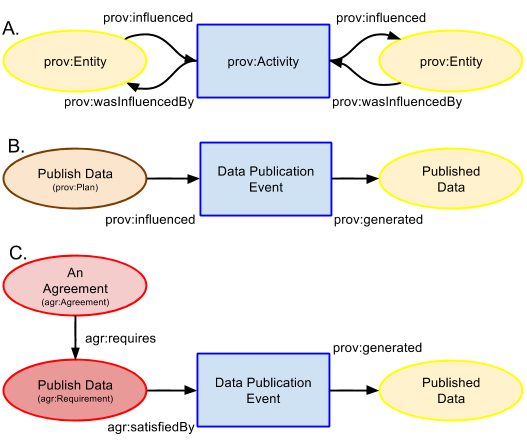 A.
prov:influenced
prov:influenced
prov:Entity
prov:Activity
prov:Entity
prov:wasInfluencedBy
prov:wasInfluencedBy
B.
Publish Data
(prov:Plan)
Data Publication
Event
Published
Data
prov:influenced
prov:generated
C.
An
Agreement
(agr:Agreement)
agr:requires
prov:generated
Publish Data
(agr:Requirement)
Data Publication
Event
Published
Data
agr:satisfiedBy